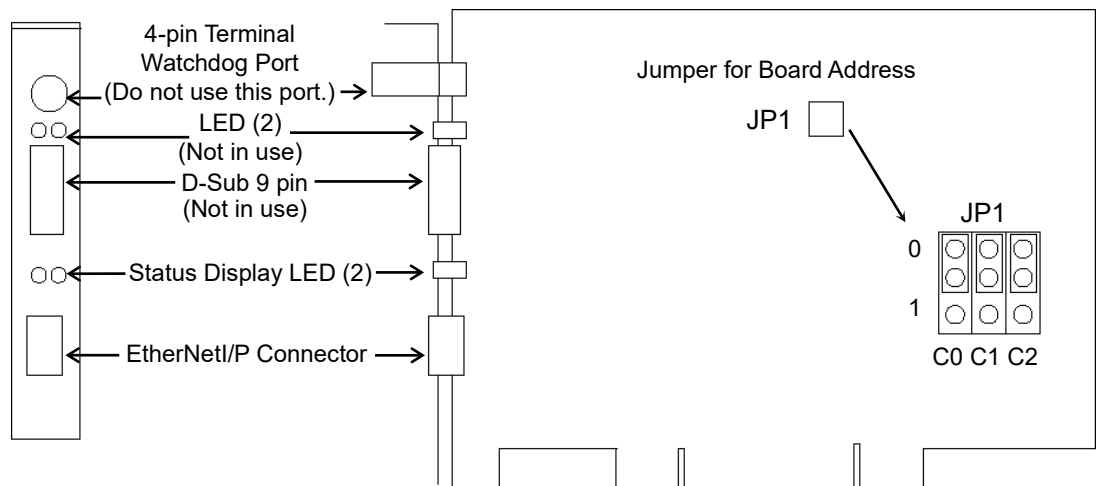 4-pin Terminal
Watchdog Port
(Do not use this port.)
LED (2)
(Not in use)
D-Sub 9 pin
(Not in use)
Status Display LED (2)
EtherNetI/P Connector
Jumper for Board Address
JP1
JP1
0
1
C0 C1 C2